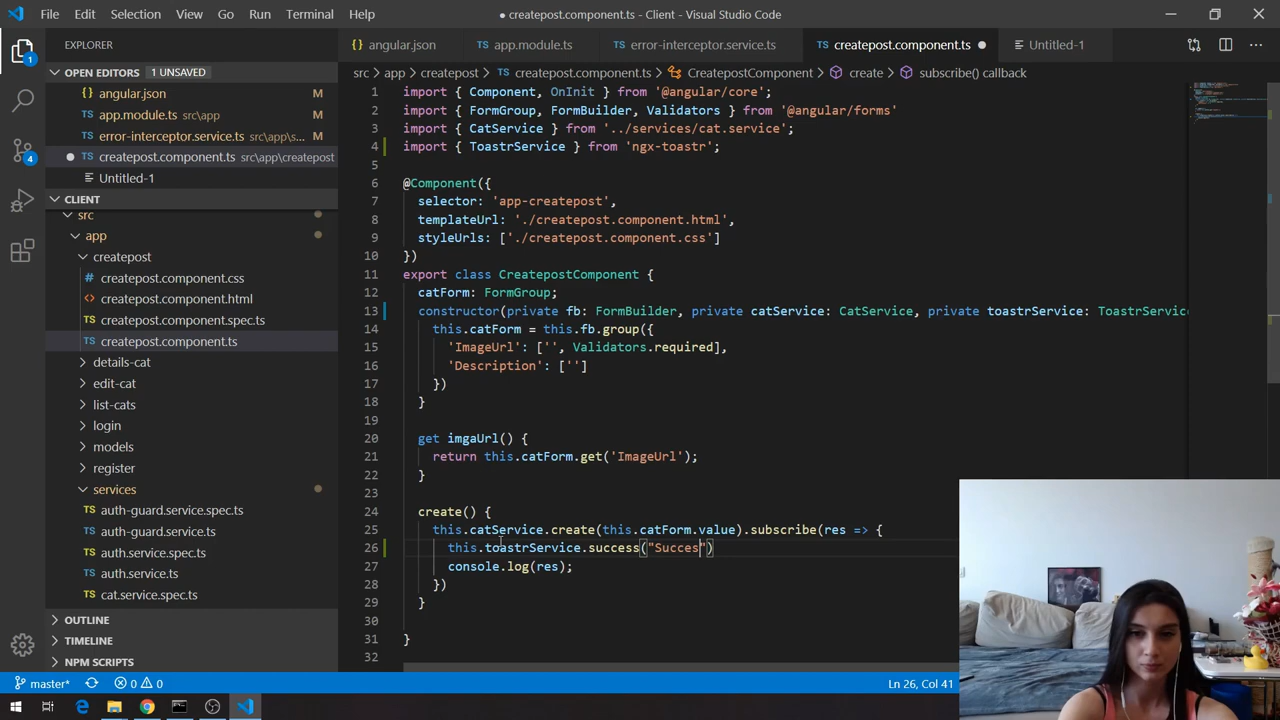 File Edit Selection View Go Run Terminal Help
● createpost.component.ts - Client - Visual Studio Code
EXPLORER
OPEN EDITORS 1 UNSAVED
angular.json M
app.module.ts src\app M
error-interceptor.service.ts src\app\s... M
createpost.component.ts src\app\createpost
Untitled-1
CLIENT
src
app
createpost
createpost.component.css
createpost.component.html
createpost.component.spec.ts
createpost.component.ts
details-cat
edit-cat
list-cats
login
models
register
services
auth-guard.service.spec.ts
auth-guard.service.ts
auth.service.spec.ts
auth.service.ts
cat.service.spec.ts
OUTLINE
TIMELINE
NPM SCRIPTS
angular.json app.module.ts error-interceptor.service.ts createpost.component.ts Untitled-1
src > app > createpost > createpost.component.ts > CreatepostComponent > create > subscribe() callback
1 import { Component, OnInit } from '@angular/core';
2 import { FormGroup, FormBuilder, Validators } from '@angular/forms'
3 import { CatService } from '../services/cat.service';
4 import { ToastrService } from 'ngx-toastr';
5
6 @Component({
7 selector: 'app-createpost',
8 templateUrl: './createpost.component.html',
9 styleUrls: ['./createpost.component.css']
10 })
11 export class CreatepostComponent {
12 catForm: FormGroup;
13 constructor(private fb: FormBuilder, private catService: CatService, private toastrService: ToastrService
14 this.catForm = this.fb.group({
15 'ImageUrl': ['', Validators.required],
16 'Description': ['']
17 })
18 }
19
20 get imgaUrl() {
21 return this.catForm.get('ImageUrl');
22 }
23
24 create() {
25 this.catService.create(this.catForm.value).subscribe(res => {
26 this.toastrService.success("Succes")
27 console.log(res);
28 })
29 }
30
31 }
32
1
4
master* 0 0 Ln 26, Col 41